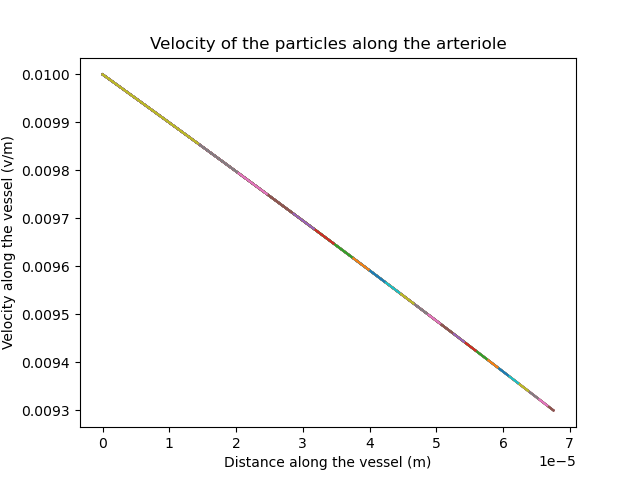 Velocity of the particles along the arteriole
Velocity along the vessel (v/m)
0.0100
0.0099
0.0098
0.0097
0.0096
0.0095
0.0094
0.0093
0 1 2 3 4 5 6 7
1e−5
Distance along the vessel (m)